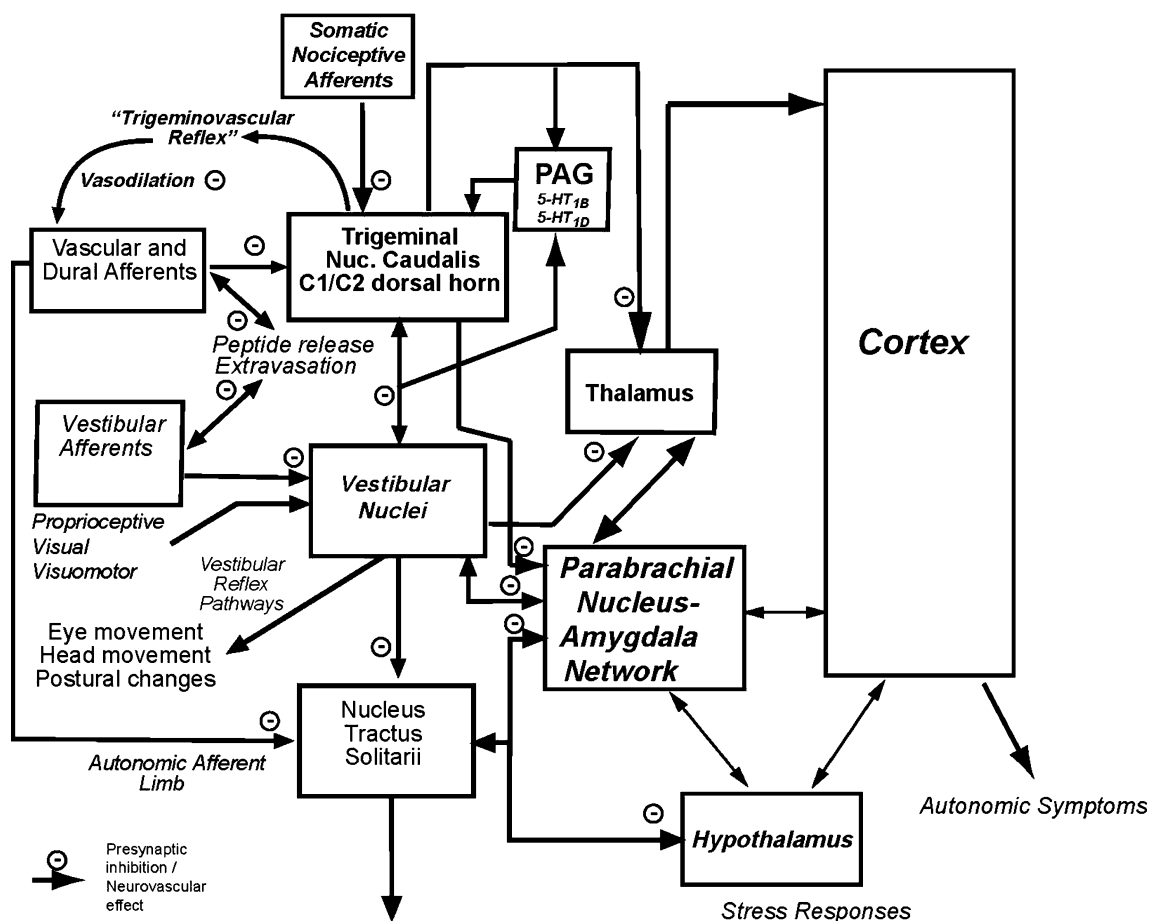 Somatic
Nociceptive
Afferents
“Trigeminovascular
Reflex”
Vasodilation -
-
PAG
5-HT1B
5-HT1D
Vascular and
Dural Afferents
-
Trigeminal
Nuc. Caudalis
C1/C2 dorsal horn
-
-
Peptide release
Extravasation
-
-
Cortex
Thalamus
Vestibular
Afferents
-
-
Vestibular
Nuclei
Proprioceptive
Visual
Visuomotor
Vestibular
Reflex
Pathways
-
-
-
Parabrachial
Nucleus-
Amygdala
Network
Eye movement
Head movement
Postural changes
-
Nucleus
Tractus
Solitarii
-
Autonomic Afferent
Limb
-
Hypothalamus
Autonomic Symptoms
Stress Responses
-
Presynaptic
inhibition /
Neurovascular
effect